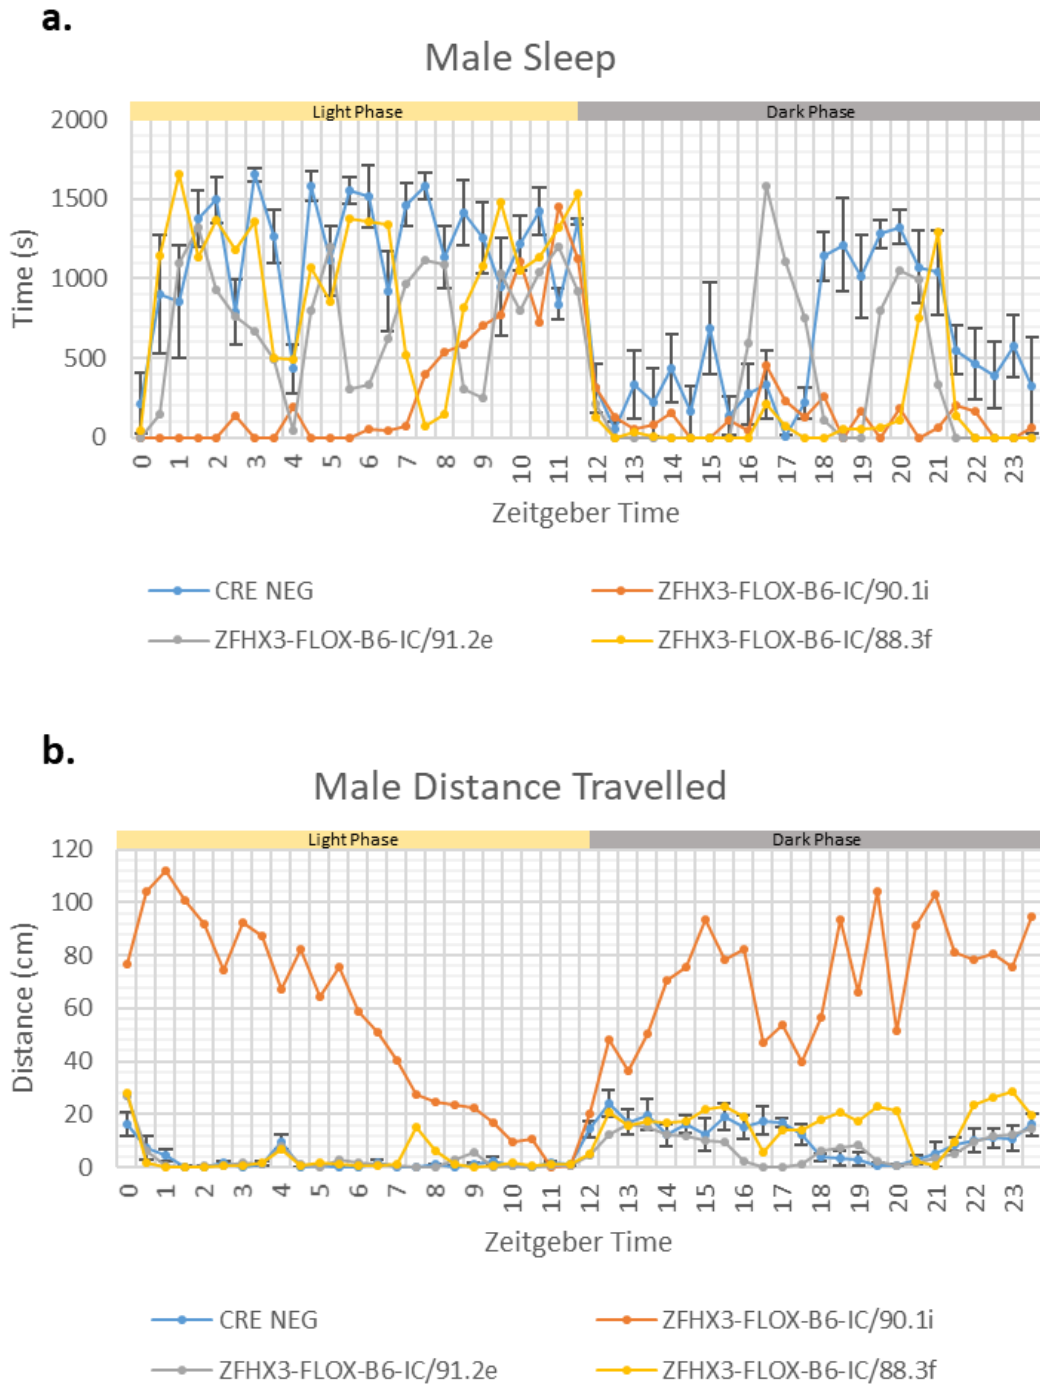 a.
Male Sleep
Light Phase Dark Phase
2000
1500
1000
500
0
Time (s)
0 1 2 3 4 5 6 7 8 9 10 11 12 13 14 15 16 17 18 19 20 21 22 23
Zeitgeber Time
CRE NEG ZFHX3-FLOX-B6-IC/90.1i
ZFHX3-FLOX-B6-IC/91.2e ZFHX3-FLOX-B6-IC/88.3f
b.
Male Distance Travelled
Light Phase Dark Phase
120
100
80
60
40
20
0
Distance (cm)
0 1 2 3 4 5 6 7 8 9 10 11 12 13 14 15 16 17 18 19 20 21 22 23
Zeitgeber Time
CRE NEG ZFHX3-FLOX-B6-IC/90.1i
ZFHX3-FLOX-B6-IC/91.2e ZFHX3-FLOX-B6-IC/88.3f